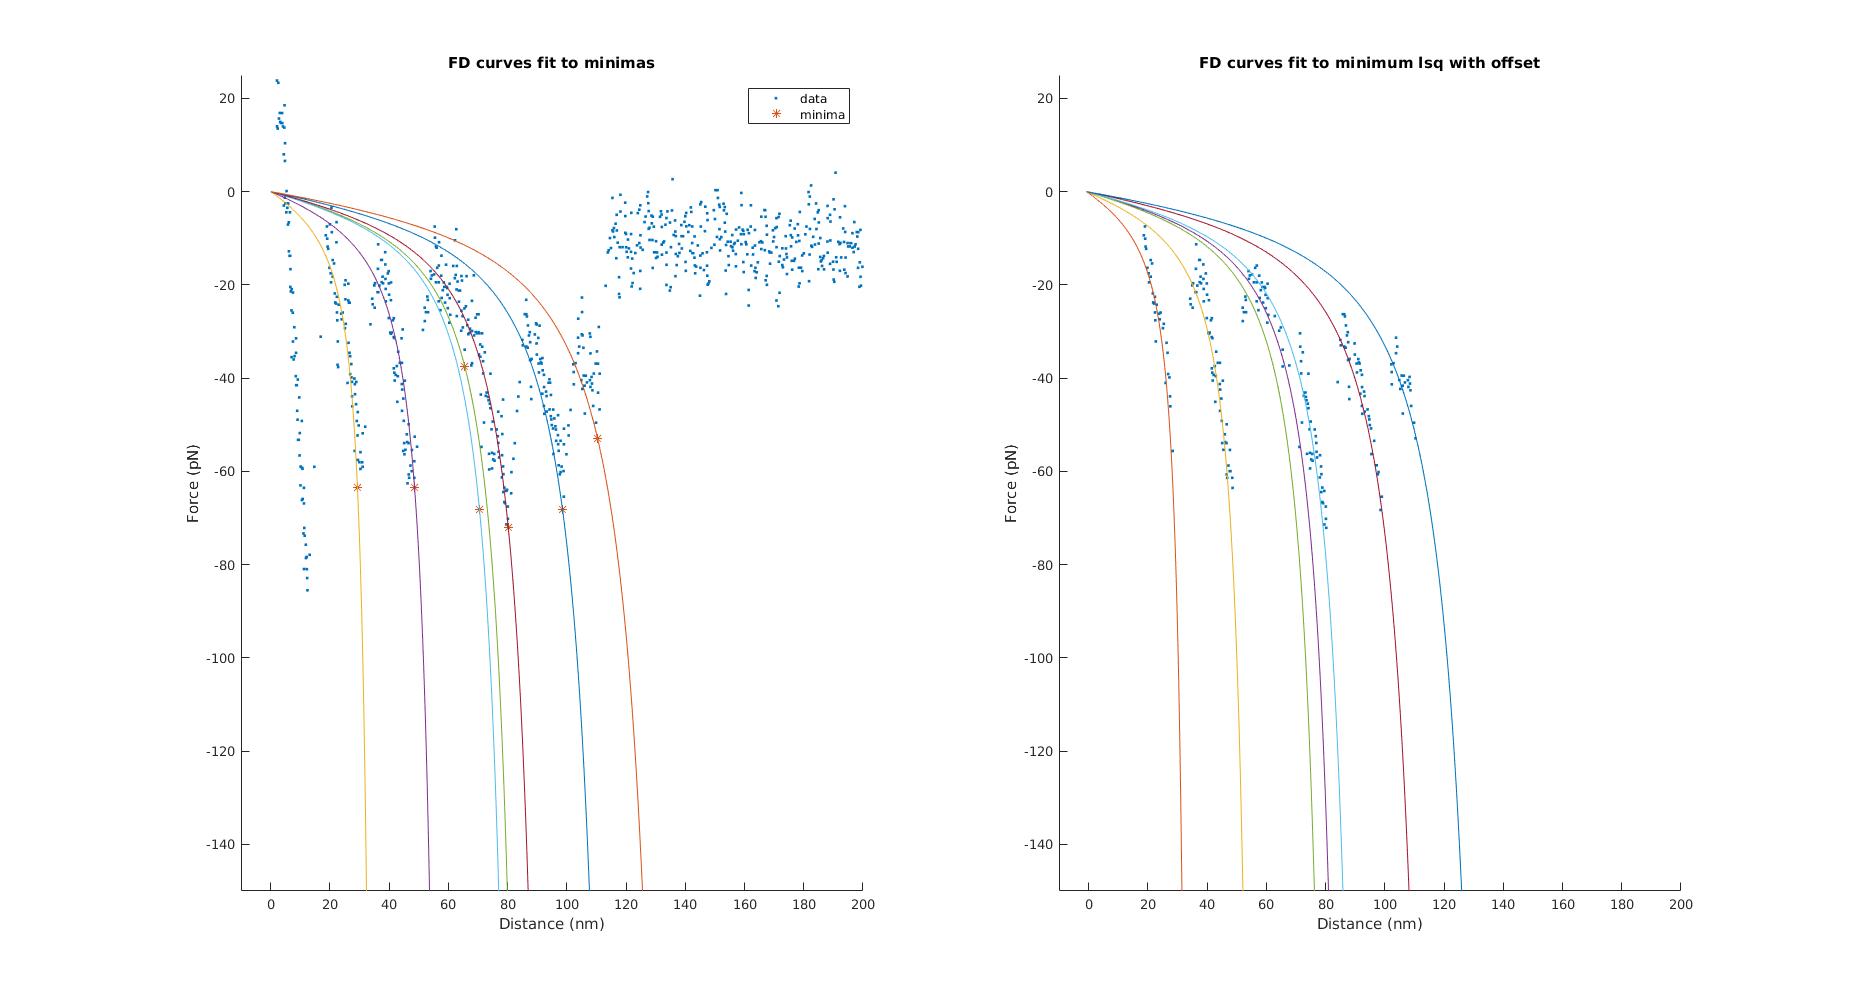 FD curves fit to minimas
20
0
-20
-40
-60
-80
-100
-120
-140
Force (pN)
data
minima
0 20 40 60 80 100 120 140 160 180 200
Distance (nm)
FD curves fit to minimum lsq with offset
20
0
-20
-40
-60
-80
-100
-120
-140
Force (pN)
0 20 40 60 80 100 120 140 160 180 200
Distance (nm)